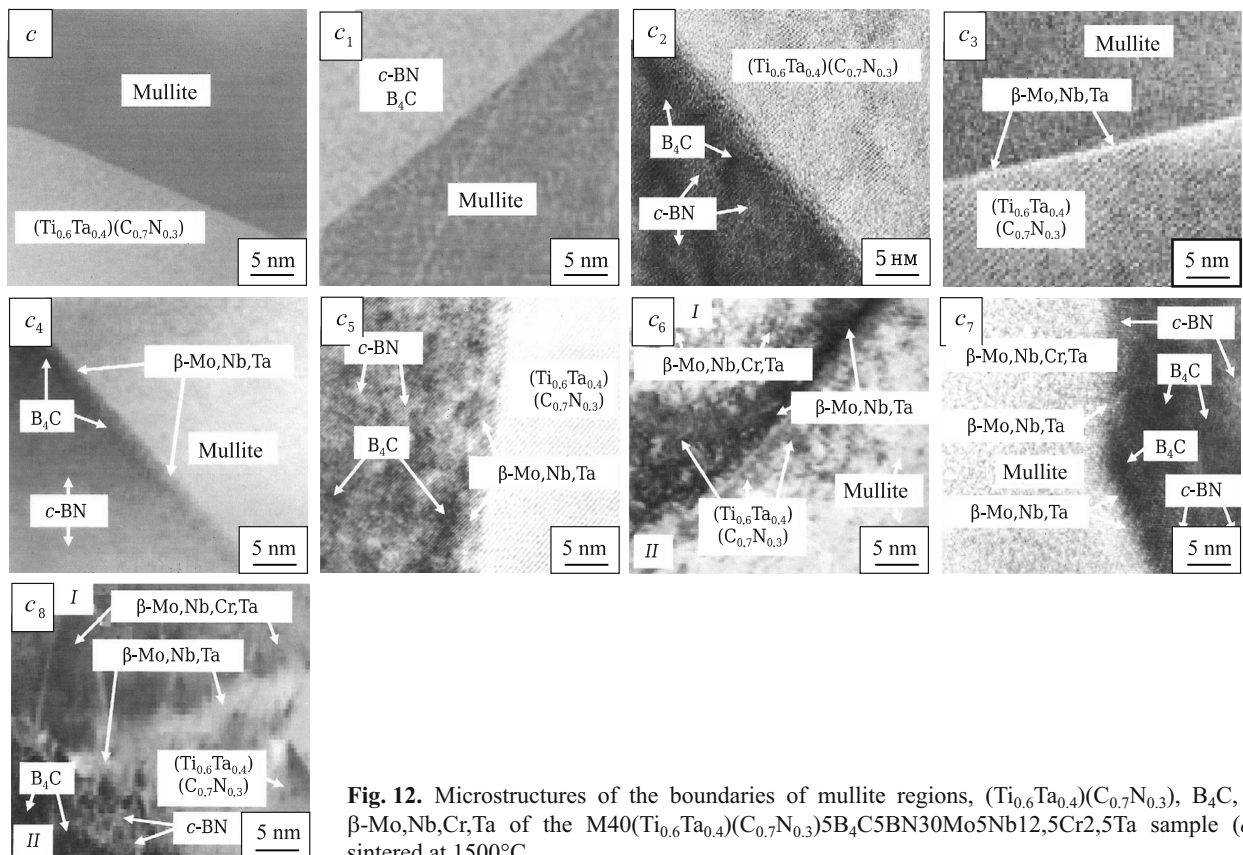 c
Mullite
(Ti₀.₆Ta₀.₄)(C₀.₇N₀.₃)
5 nm
c₁
c-BN
B₄C
Mullite
5 nm
c₂
(Ti₀.₆Ta₀.₄)(C₀.₇N₀.₃)
B₄C
c-BN
5 нм
c₃
Mullite
β-Mo,Nb,Ta
(Ti₀.₆Ta₀.₄)
(C₀.₇N₀.₃)
5 nm
c₄
β-Mo,Nb,Ta
B₄C
Mullite
c-BN
5 nm
c₅
c-BN
(Ti₀.₆Ta₀.₄)
(C₀.₇N₀.₃)
B₄C
β-Mo,Nb,Ta
5 nm
c₆
I
β-Mo,Nb,Cr,Ta
β-Mo,Nb,Ta
Mullite
(Ti₀.₆Ta₀.₄)
(C₀.₇N₀.₃)
II
5 nm
c₇
c-BN
β-Mo,Nb,Cr,Ta
B₄C
β-Mo,Nb,Ta
B₄C
Mullite
c-BN
β-Mo,Nb,Ta
5 nm
c₈
I
β-Mo,Nb,Cr,Ta
β-Mo,Nb,Ta
(Ti₀.₆Ta₀.₄)
(C₀.₇N₀.₃)
B₄C
c-BN
II
5 nm
Fig. 12. Microstructures of the boundaries of mullite regions, (Ti₀.₆Ta₀.₄)(C₀.₇N₀.₃), B₄C,
β-Mo,Nb,Cr,Ta of the M40(Ti₀.₆Ta₀.₄)(C₀.₇N₀.₃)5B₄C5BN30Mo5Nb12,5Cr2,5Ta sample
sintered at 1500°C